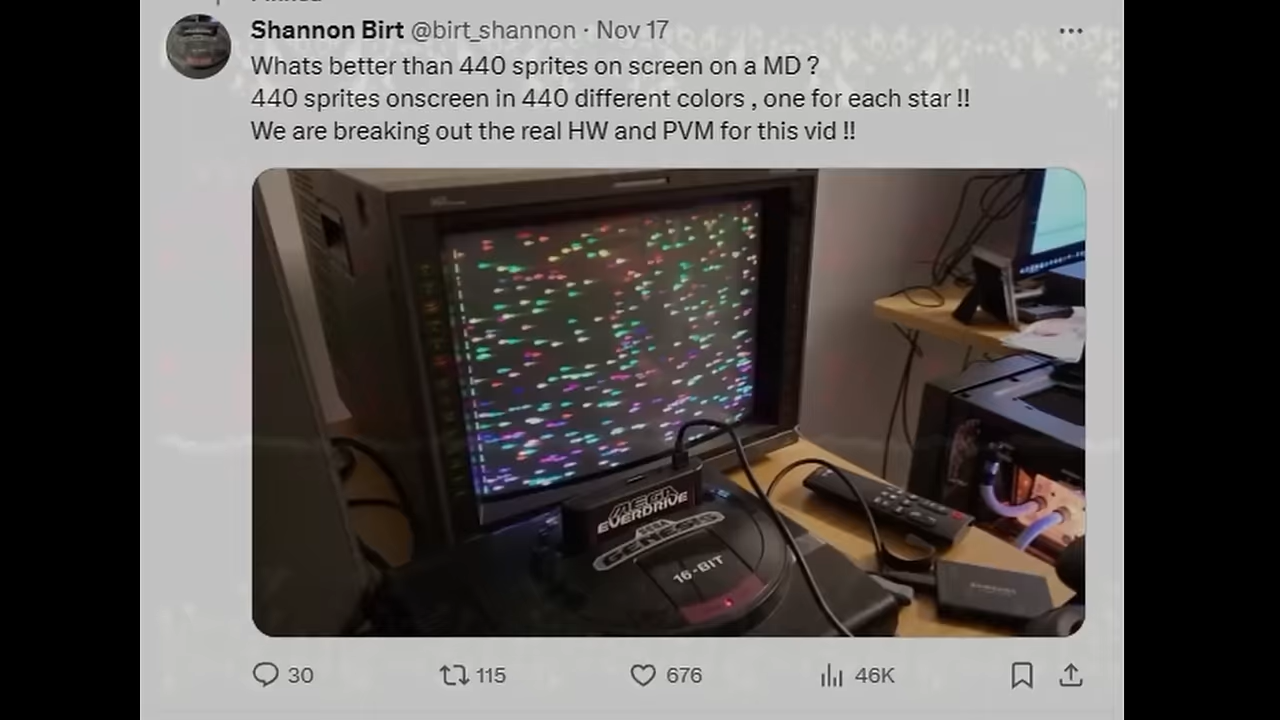 Shannon Birt @birt_shannon · Nov 17
Whats better than 440 sprites on screen on a MD ?
440 sprites onscreen in 440 different colors , one for each star !!
We are breaking out the real HW and PVM for this vid !!
MEGA
EVERDRIVE
SEGA
GENESIS
16-BIT
SAMSUNG
30 115 676 46K